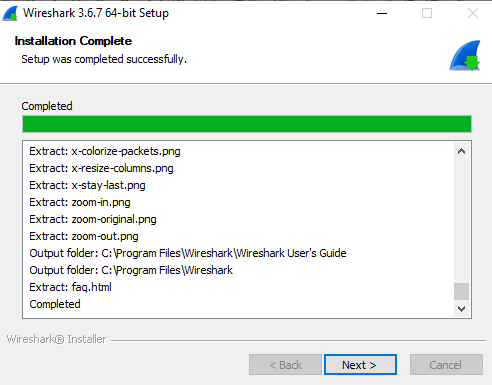 Wireshark 3.6.7 64-bit Setup
Installation Complete
Setup was completed successfully.
Completed
Extract: x-colorize-packets.png
Extract: x-resize-columns.png
Extract: x-stay-last.png
Extract: zoom-in.png
Extract: zoom-original.png
Extract: zoom-out.png
Output folder: C:\Program Files\Wireshark\Wireshark User's Guide
Output folder: C:\Program Files\Wireshark
Extract: faq.html
Completed
Wireshark® Installer
< Back Next > Cancel